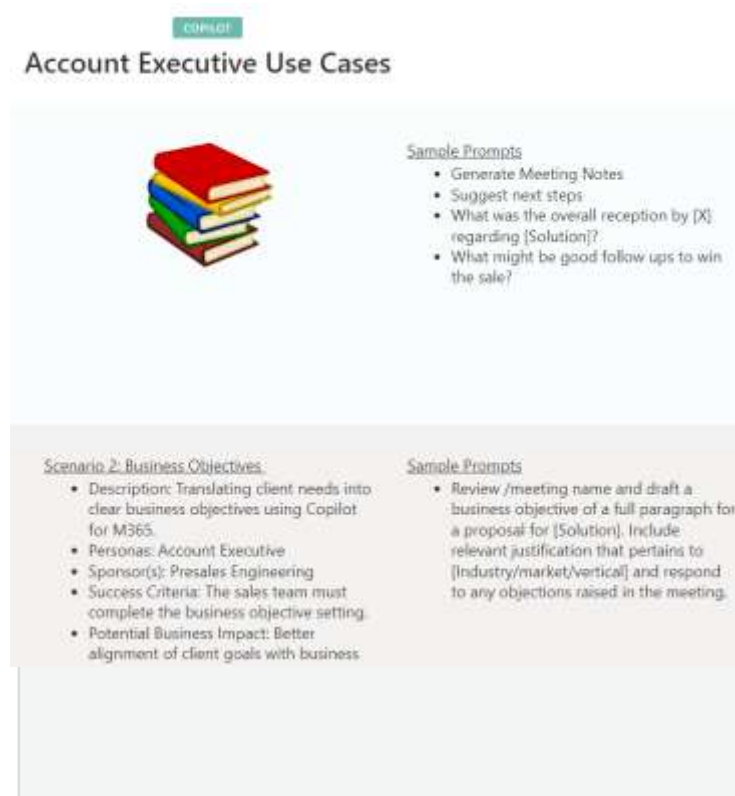 COPILOT
Account Executive Use Cases
Sample Prompts
• Generate Meeting Notes
• Suggest next steps
• What was the overall reception by [X]
regarding [Solution]?
• What might be good follow ups to win
the sale?
Scenario 2: Business Objectives
• Description: Translating client needs into
clear business objectives using Copilot
for M365.
• Personas: Account Executive
• Sponsor(s): Presales Engineering
• Success Criteria: The sales team must
complete the business objective setting.
• Potential Business Impact: Better
alignment of client goals with business
Sample Prompts
• Review /meeting name and draft a
business objective of a full paragraph for
a proposal for [Solution]. Include
relevant justification that pertains to
[Industry/market/vertical] and respond
to any objections raised in the meeting.